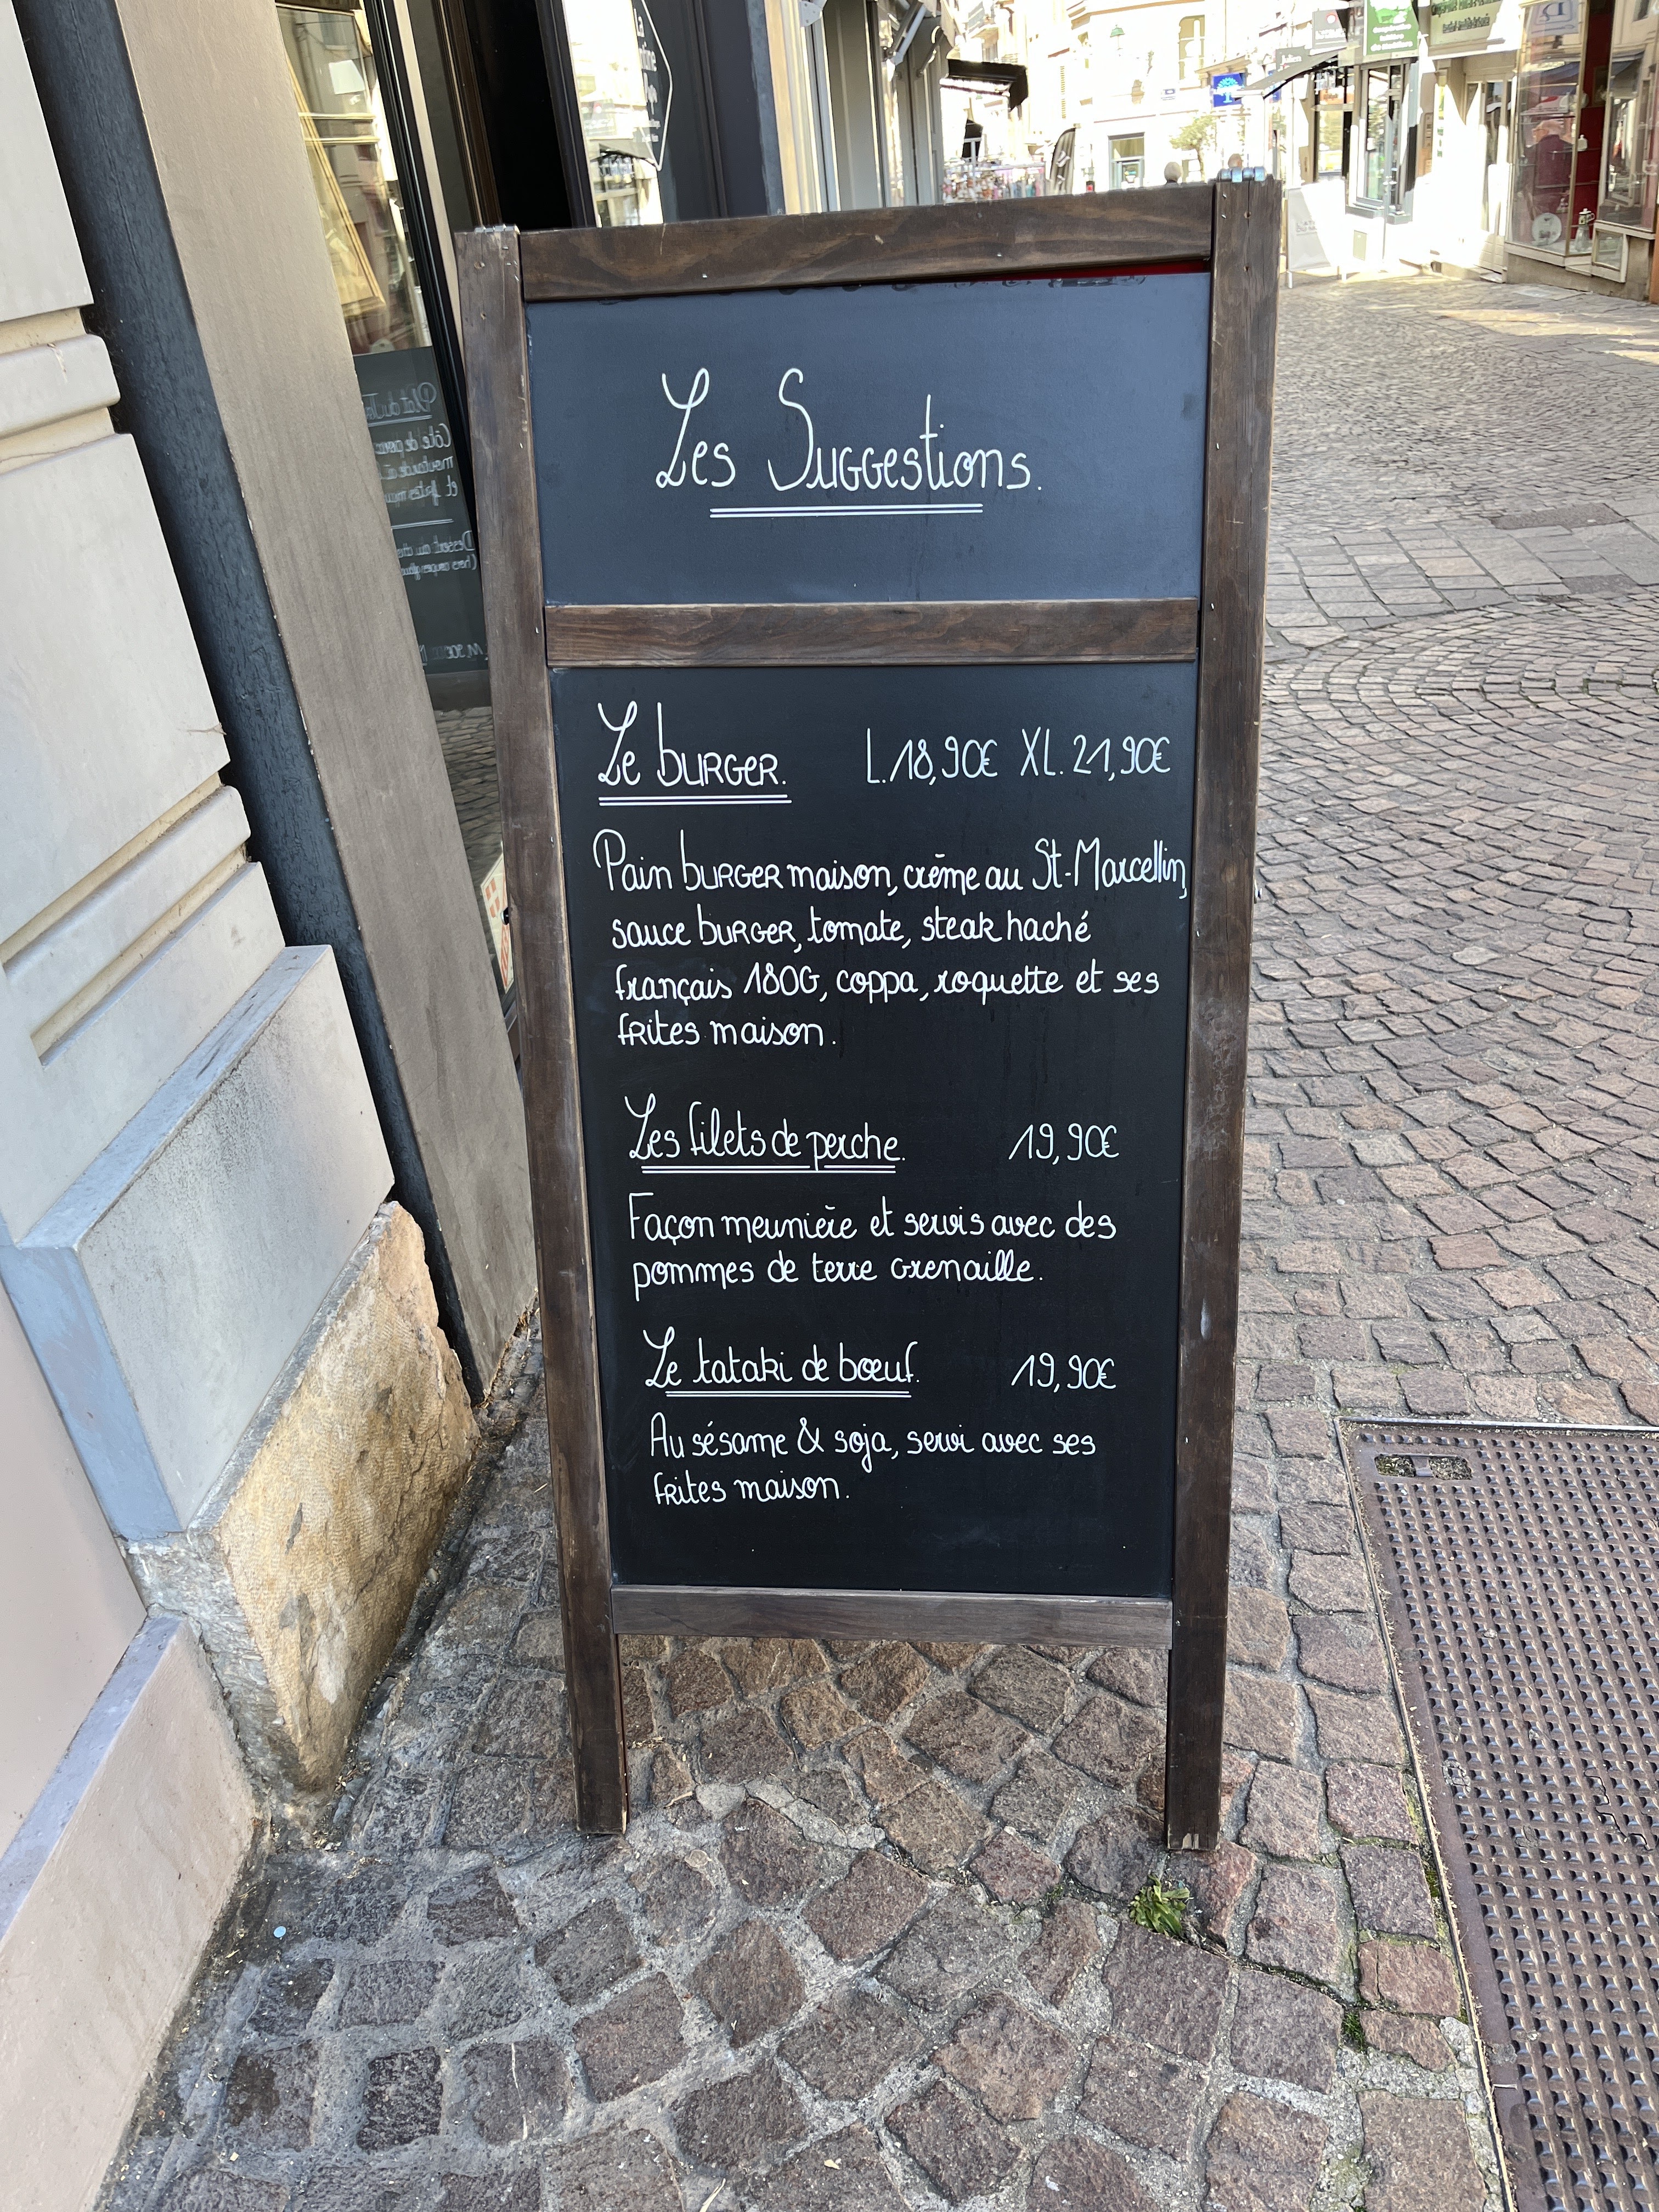 Les Suggestions.
Le burger. L.18,90€ XL.21,90€
Pain burger maison, crème au St-Marcellin,
sauce burger, tomate, steak haché
français 180G, coppa, roquette et ses
frites maison.
Les filets de perche. 19,90€
Façon meunière et servis avec des
pommes de terre grenaille.
Le tataki de bœuf. 19,90€
Au sésame & soja, servi avec ses
frites maison.